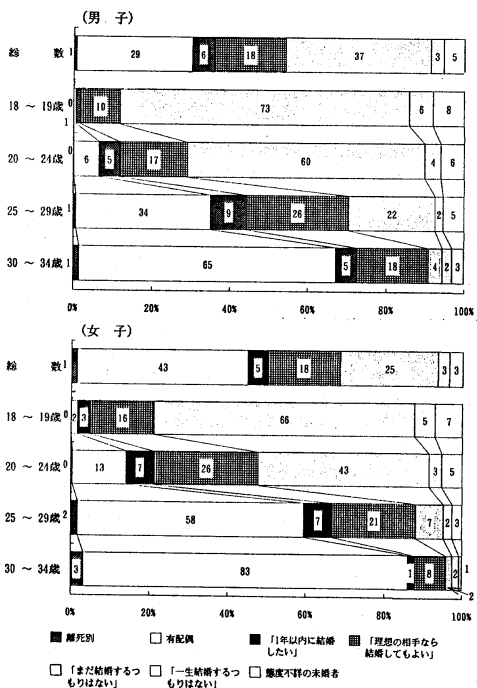 (男 子)
総 数 29 6 18 37 3 5
18 ～ 19歳 0 1 10 73 6 8
20 ～ 24歳 0 6 5 17 60 4 6
25 ～ 29歳 1 34 9 26 22 2 5
30 ～ 34歳 1 65 5 18 4 2 3
0% 20% 40% 60% 80% 100%
(女 子)
総 数 1 43 5 18 25 3 3
18 ～ 19歳 0 2 3 16 66 5 7
20 ～ 24歳 0 13 7 26 43 3 5
25 ～ 29歳 2 58 7 21 7 2 3
30 ～ 34歳 3 83 1 8 2 1 2
0% 20% 40% 60% 80% 100%
離死別 有配偶 「1年以内に結婚したい」 「理想の相手なら結婚してもよい」
「まだ結婚するつもりはない」 「一生結婚するつもりはない」 態度不詳の未婚者